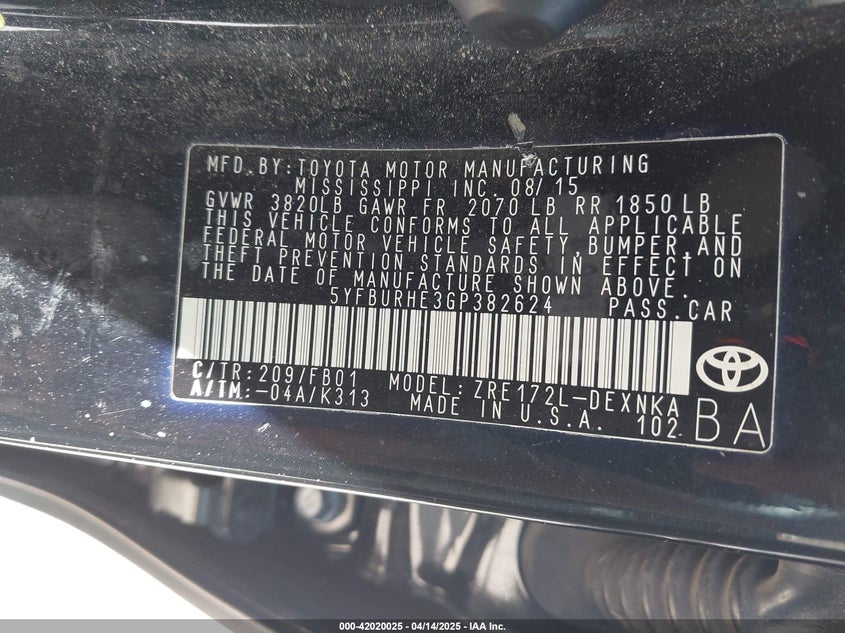 MFD. BY: TOYOTA MOTOR MANUFACTURING
MISSISSIPPI INC. 08/15
GVWR 3820LB GAWR FR 2070 LB RR 1850 LB
THIS VEHICLE CONFORMS TO ALL APPLICABLE
FEDERAL MOTOR VEHICLE SAFETY, BUMPER, AND
THEFT PREVENTION STANDARDS IN EFFECT ON
THE DATE OF MANUFACTURE SHOWN ABOVE.
5YFBURHE3GP382624 PASS. CAR
C/TR: 209/FB01 MODEL: ZRE172L-DEXNKA
A/TM: -04A/K313 MADE IN U.S.A. 102
BA
000-42020025 | 04/14/2025 - IAA Inc.